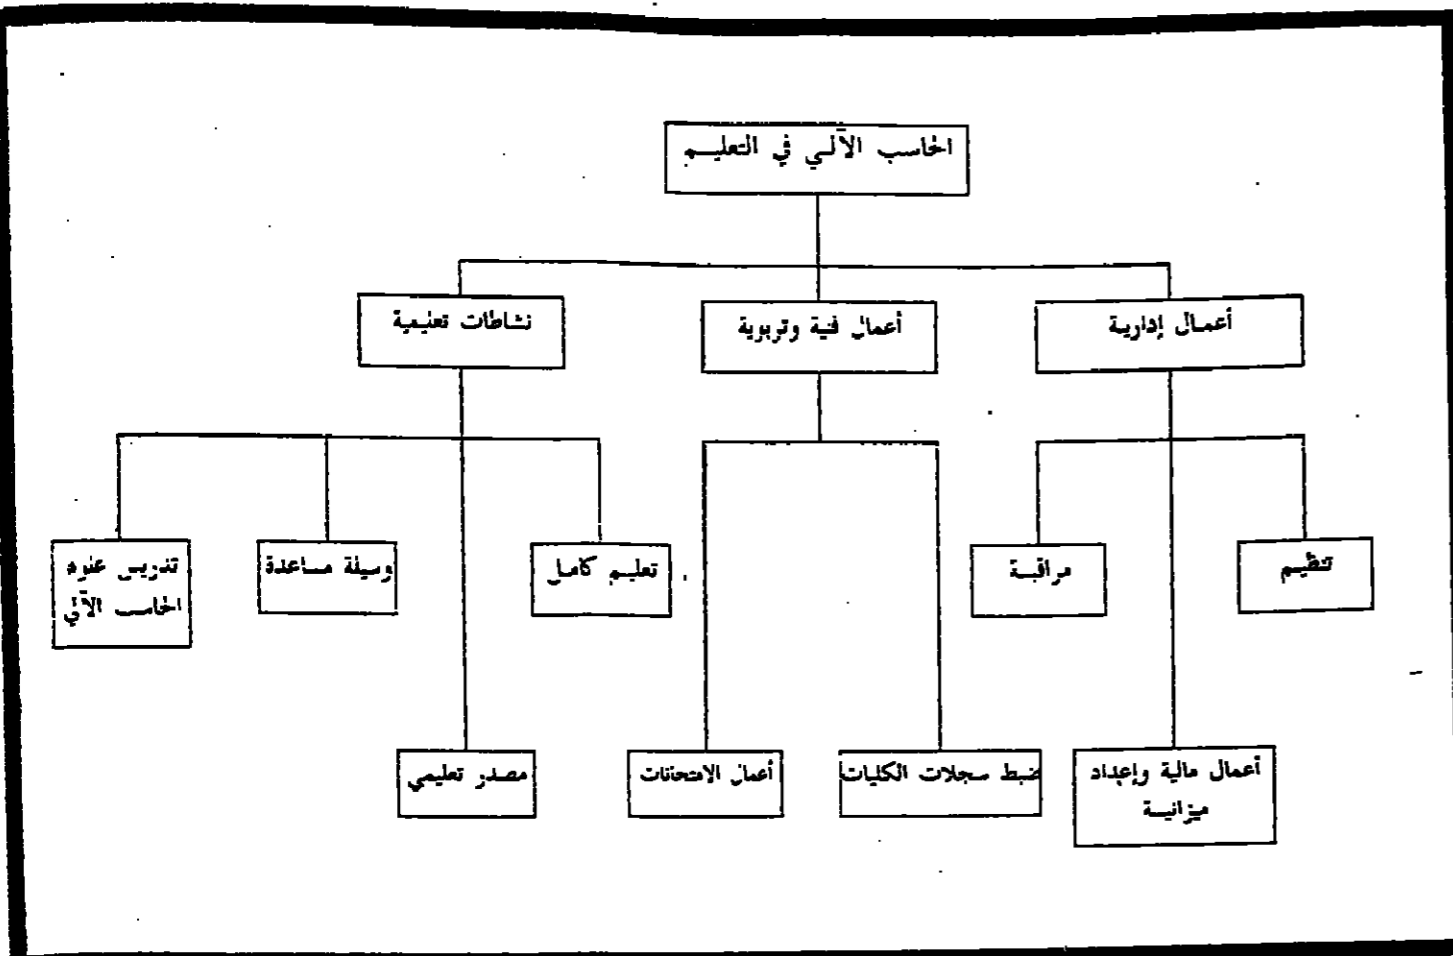 الحاسب الآلي في التعليم
أعمال إدارية
أعمال فنية وتربوية
نشاطات تعليمية
تنظيم
مراقبة
تعليم كامل
وسيلة مساعدة
تدريس علوم
الحاسب الآلي
أعمال مالية وإعداد
ميزانية
ضبط سجلات الكليات
أعمال الامتحانات
مصدر تعليمي